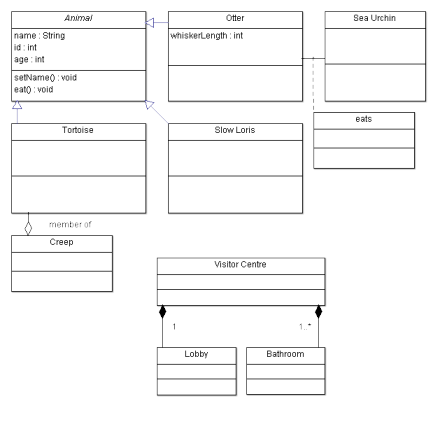 Animal
name : String
id : int
age : int
setName() : void
eat() : void
Otter
whiskerLength : int
Sea Urchin
eats
Tortoise
Slow Loris
member of
Creep
Visitor Centre
1
1..*
Lobby
Bathroom